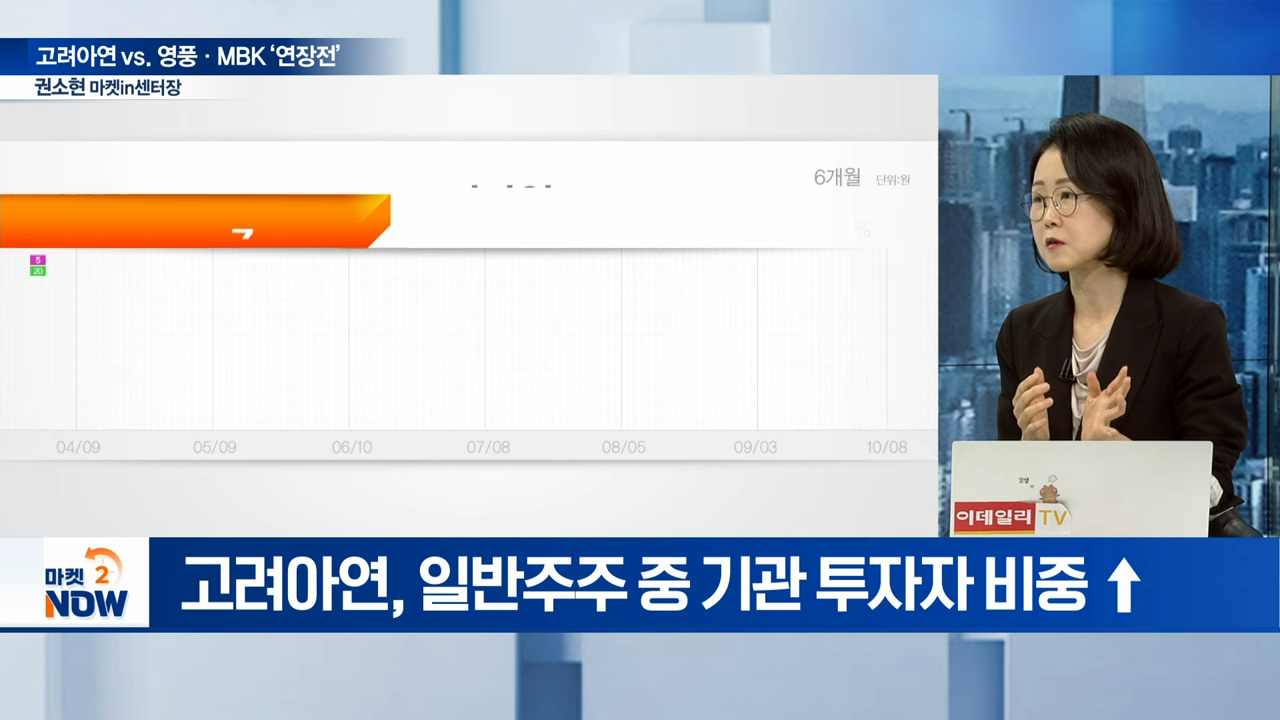 고려아연 vs. 영풍·MBK ‘연장전’
권소현 마켓in센터장
6개월 단위:원
%
5
20
04/09 05/09 06/10 07/08 08/05 09/03 10/08
이데일리 TV
마켓 2
NOW
고려아연, 일반주주 중 기관 투자자 비중 ↑